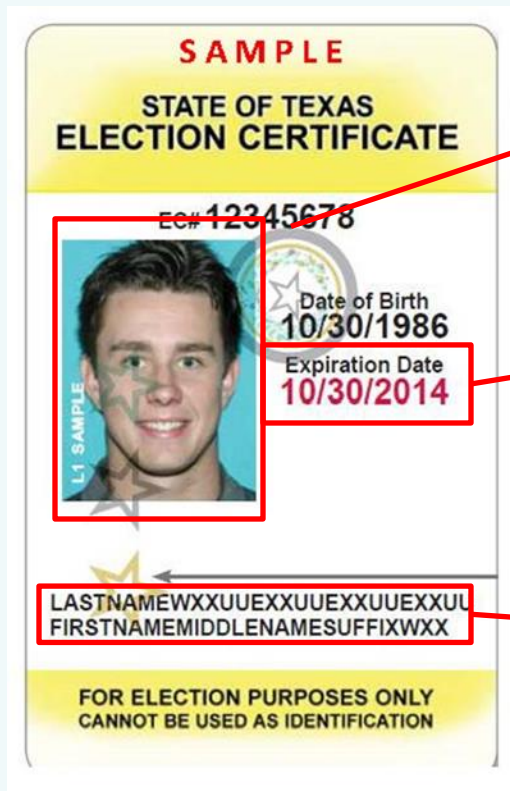 SAMPLE
STATE OF TEXAS
ELECTION CERTIFICATE
EC# 12345678
Date of Birth
10/30/1986
Expiration Date
10/30/2014
L1 SAMPLE
LASTNAMEWXXUUEXXUUEXXUUEXXUU
FIRSTNAMEMIDDLENAMESUFFIXWXX
FOR ELECTION PURPOSES ONLY
CANNOT BE USED AS IDENTIFICATION